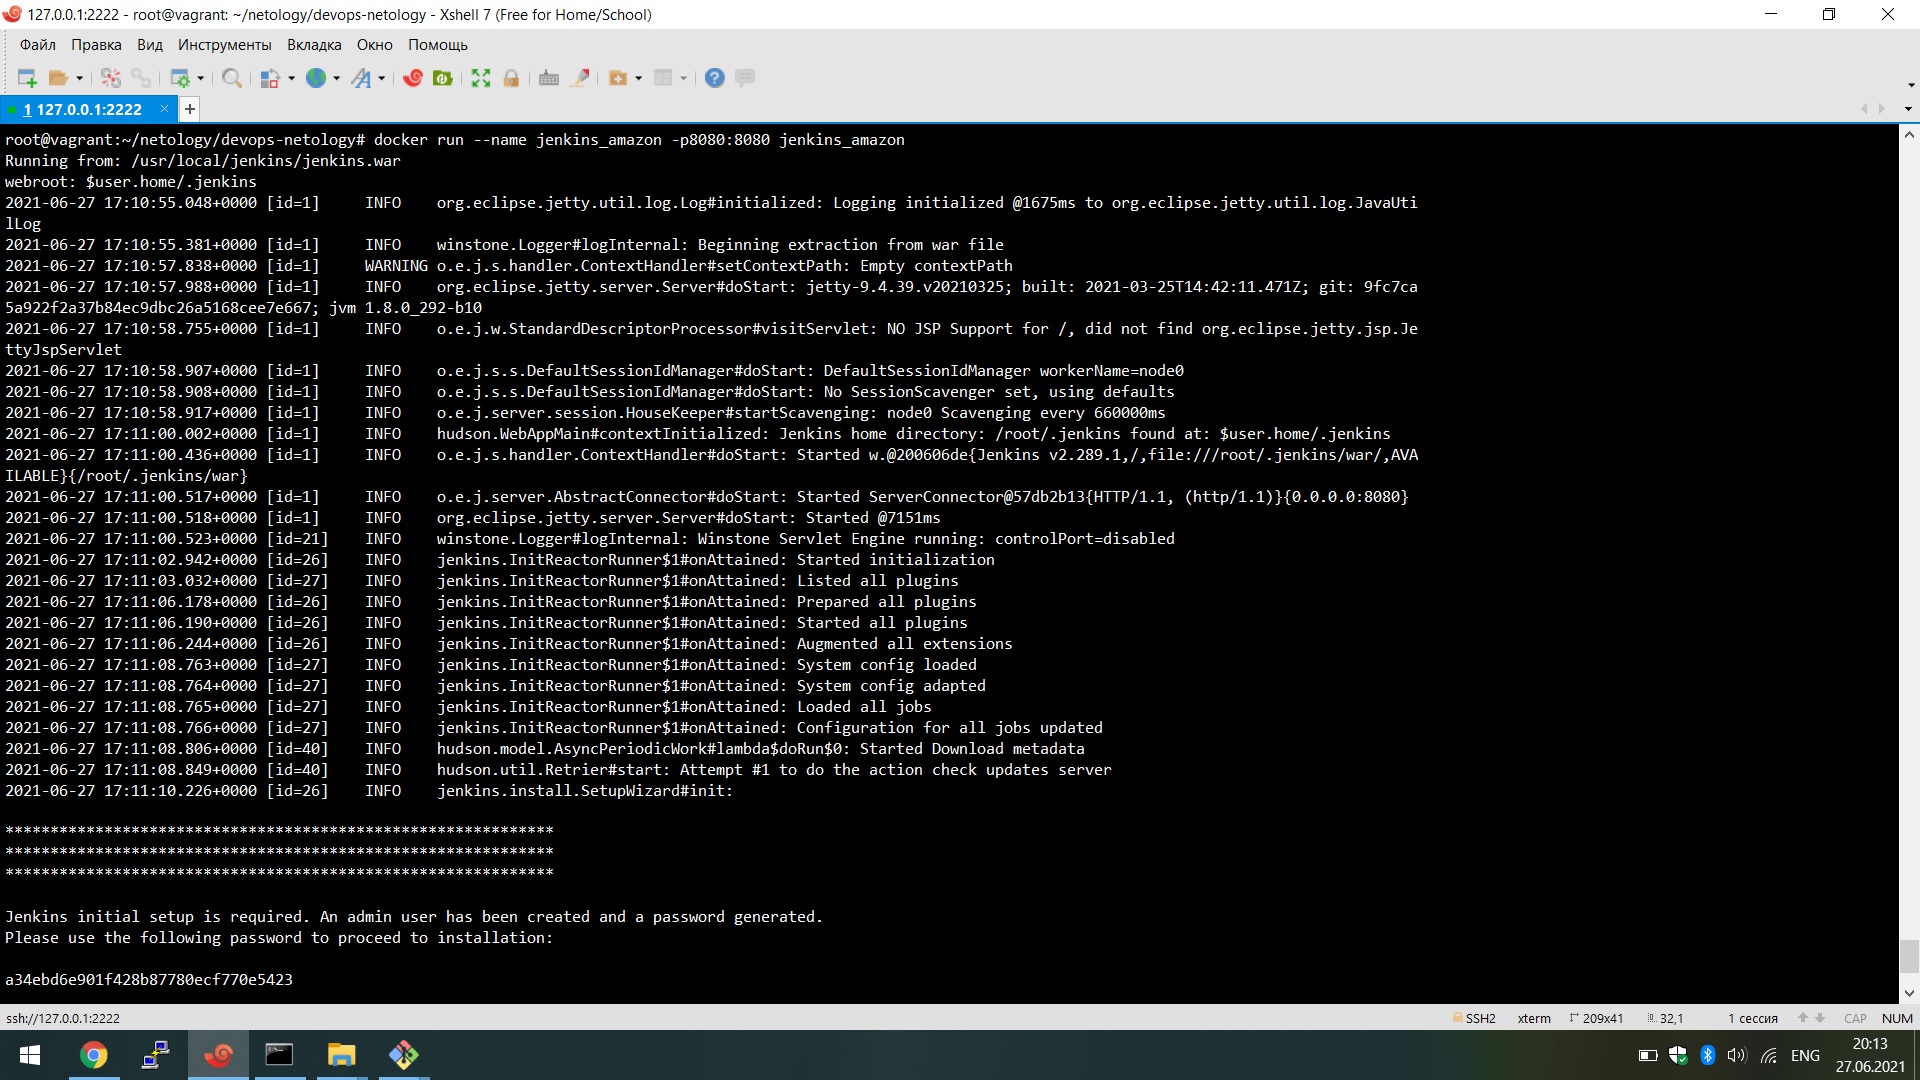 127.0.0.1:2222 - root@vagrant: ~/netology/devops-netology - Xshell 7 (Free for Home/School)
Файл Правка Вид Инструменты Вкладка Окно Помощь
1 127.0.0.1:2222
root@vagrant:~/netology/devops-netology# docker run --name jenkins_amazon -p8080:8080 jenkins_amazon
Running from: /usr/local/jenkins/jenkins.war
webroot: $user.home/.jenkins
2021-06-27 17:10:55.048+0000 [id=1] INFO org.eclipse.jetty.util.log.Log#initialized: Logging initialized @1675ms to org.eclipse.jetty.util.log.JavaUti
lLog
2021-06-27 17:10:55.381+0000 [id=1] INFO winstone.Logger#logInternal: Beginning extraction from war file
2021-06-27 17:10:57.838+0000 [id=1] WARNING o.e.j.s.handler.ContextHandler#setContextPath: Empty contextPath
2021-06-27 17:10:57.988+0000 [id=1] INFO org.eclipse.jetty.server.Server#doStart: jetty-9.4.39.v20210325; built: 2021-03-25T14:42:11.471Z; git: 9fc7ca
5a922f2a37b84ec9dbc26a5168cee7e667; jvm 1.8.0_292-b10
2021-06-27 17:10:58.755+0000 [id=1] INFO o.e.j.w.StandardDescriptorProcessor#visitServlet: NO JSP Support for /, did not find org.eclipse.jetty.jsp.Je
ttyJspServlet
2021-06-27 17:10:58.907+0000 [id=1] INFO o.e.j.s.s.DefaultSessionIdManager#doStart: DefaultSessionIdManager workerName=node0
2021-06-27 17:10:58.908+0000 [id=1] INFO o.e.j.s.s.DefaultSessionIdManager#doStart: No SessionScavenger set, using defaults
2021-06-27 17:10:58.917+0000 [id=1] INFO o.e.j.server.session.HouseKeeper#startScavenging: node0 Scavenging every 660000ms
2021-06-27 17:11:00.002+0000 [id=1] INFO hudson.WebAppMain#contextInitialized: Jenkins home directory: /root/.jenkins found at: $user.home/.jenkins
2021-06-27 17:11:00.436+0000 [id=1] INFO o.e.j.s.handler.ContextHandler#doStart: Started w.@200606de{Jenkins v2.289.1,/,file:///root/.jenkins/war/,AVA
ILABLE}{/root/.jenkins/war}
2021-06-27 17:11:00.517+0000 [id=1] INFO o.e.j.server.AbstractConnector#doStart: Started ServerConnector@57db2b13{HTTP/1.1, (http/1.1)}{0.0.0.0:8080}
2021-06-27 17:11:00.518+0000 [id=1] INFO org.eclipse.jetty.server.Server#doStart: Started @7151ms
2021-06-27 17:11:00.523+0000 [id=21] INFO winstone.Logger#logInternal: Winstone Servlet Engine running: controlPort=disabled
2021-06-27 17:11:02.942+0000 [id=26] INFO jenkins.InitReactorRunner$1#onAttained: Started initialization
2021-06-27 17:11:03.032+0000 [id=27] INFO jenkins.InitReactorRunner$1#onAttained: Listed all plugins
2021-06-27 17:11:06.178+0000 [id=26] INFO jenkins.InitReactorRunner$1#onAttained: Prepared all plugins
2021-06-27 17:11:06.190+0000 [id=26] INFO jenkins.InitReactorRunner$1#onAttained: Started all plugins
2021-06-27 17:11:06.244+0000 [id=26] INFO jenkins.InitReactorRunner$1#onAttained: Augmented all extensions
2021-06-27 17:11:08.763+0000 [id=27] INFO jenkins.InitReactorRunner$1#onAttained: System config loaded
2021-06-27 17:11:08.764+0000 [id=27] INFO jenkins.InitReactorRunner$1#onAttained: System config adapted
2021-06-27 17:11:08.765+0000 [id=27] INFO jenkins.InitReactorRunner$1#onAttained: Loaded all jobs
2021-06-27 17:11:08.766+0000 [id=27] INFO jenkins.InitReactorRunner$1#onAttained: Configuration for all jobs updated
2021-06-27 17:11:08.806+0000 [id=40] INFO hudson.model.AsyncPeriodicWork#lambda$doRun$0: Started Download metadata
2021-06-27 17:11:08.849+0000 [id=40] INFO hudson.util.Retrier#start: Attempt #1 to do the action check updates server
2021-06-27 17:11:10.226+0000 [id=26] INFO jenkins.install.SetupWizard#init:
*************************************************************
*************************************************************
*************************************************************
Jenkins initial setup is required. An admin user has been created and a password generated.
Please use the following password to proceed to installation:
a34ebd6e901f428b87780ecf770e5423
ssh://127.0.0.1:2222 SSH2 xterm 209x41 32,1 1 сессия CAP NUM
ENG 20:13
27.06.2021